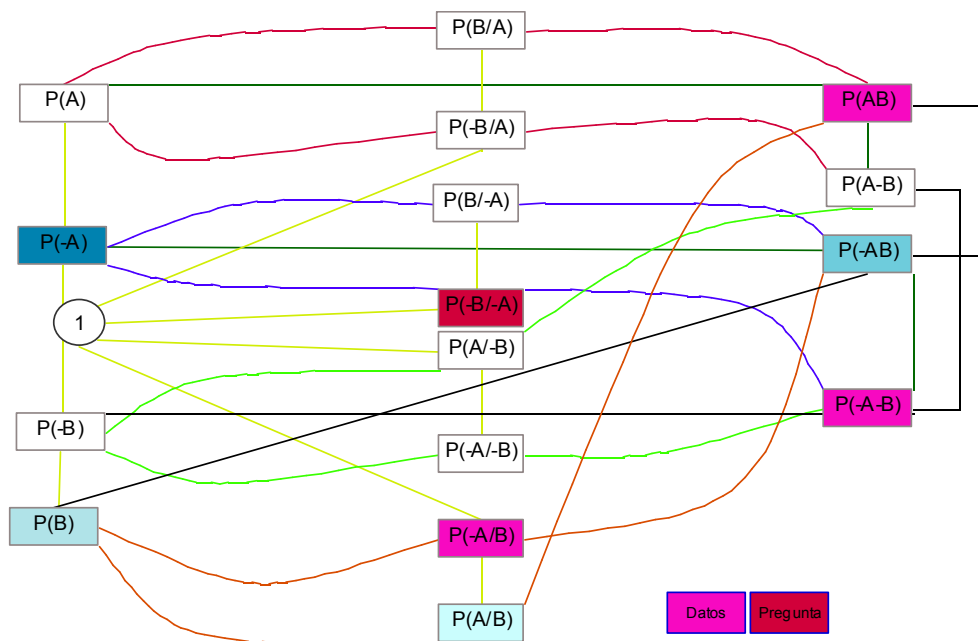 P(B/A)
P(A)
P(AB)
P(-B/A)
P(A-B)
P(B/-A)
P(-A)
P(-AB)
P(-B/-A)
1
P(A/-B)
P(-A-B)
P(-B)
P(-A/-B)
P(B)
P(-A/B)
P(A/B)
Datos
Pregunta